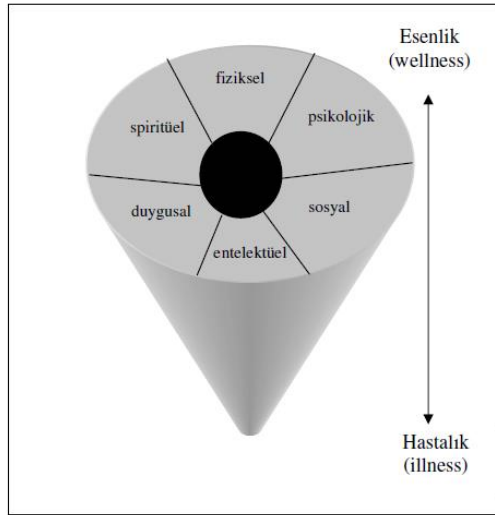 Esenlik
(wellness)
fiziksel
psikolojik
spiritüel
duygusal
sosyal
entelektüel
Hastalık
(illness)